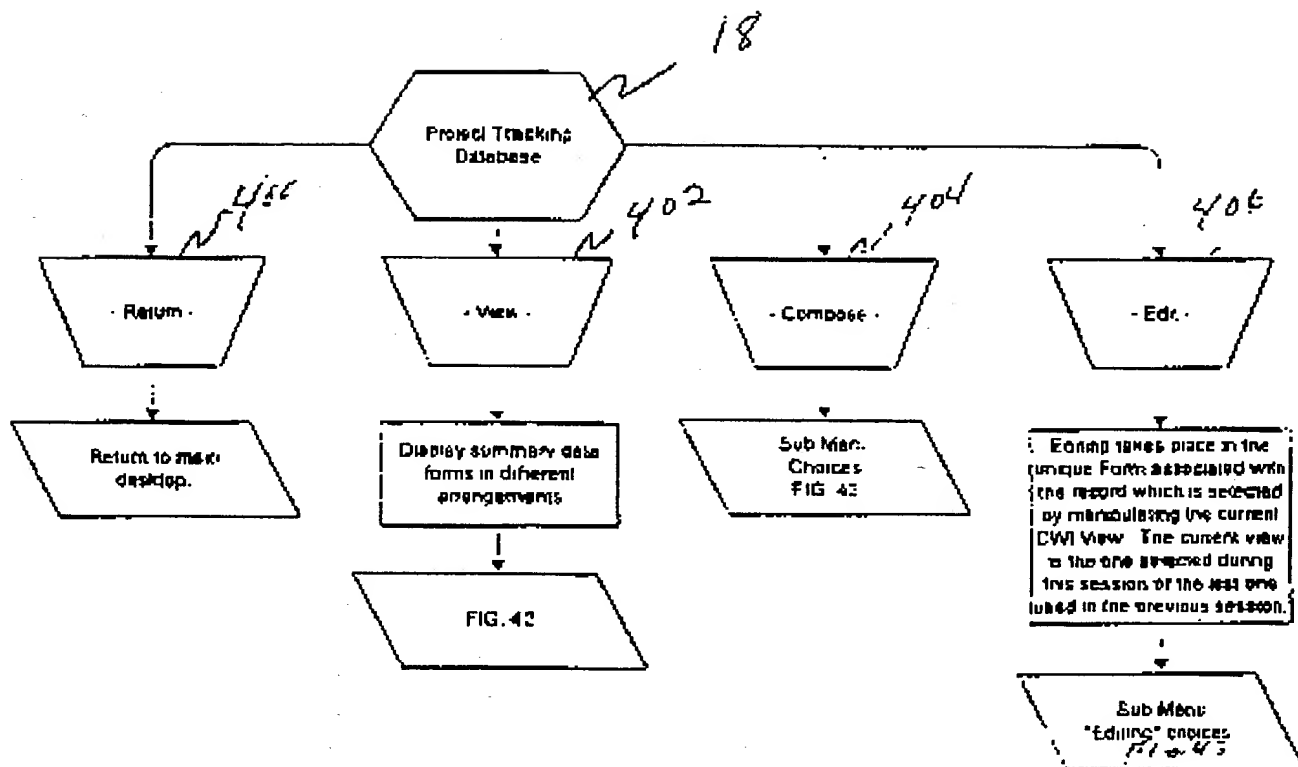 18
Project Tracking
Database
402
404
406
- Return -
- View -
- Compose -
- Edit -
Return to main
desktop.
Display summary data
forms in different
arrangements
Sub Menu
Choices
FIG 43
Editing takes place in the
unique Form associated with
the record which is selected
by manipulating the current
View The current view
is the one selected during
this session or the last one
used in the previous session.
FIG. 42
Sub Menu
"Editing" choices